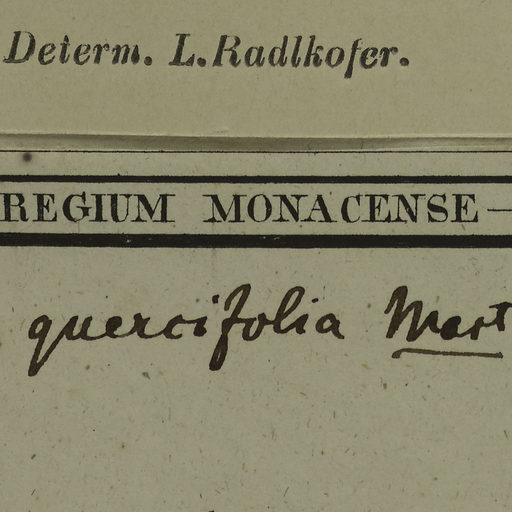 Determ. L. Radlkofer.
REGIUM MONACENSE —
quercifolia Mart